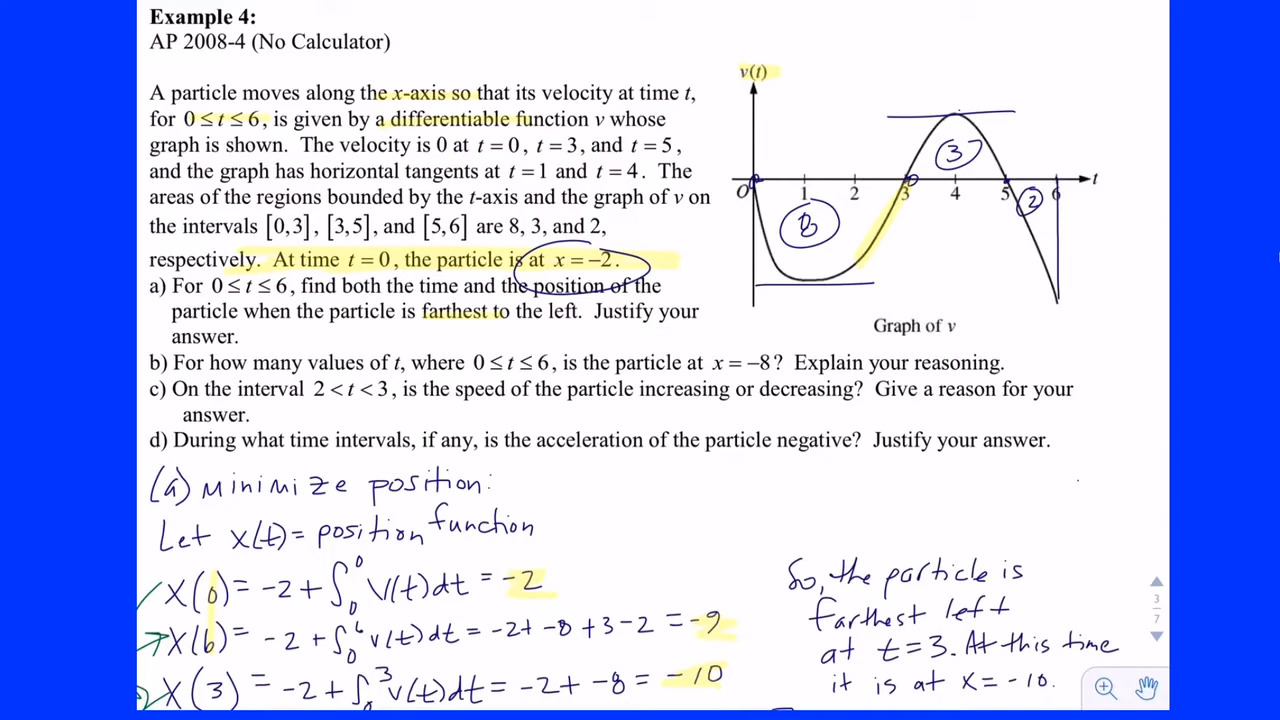 Example 4:
AP 2008-4 (No Calculator)
A particle moves along the x-axis so that its velocity at time t,
for 0 ≤ t ≤ 6, is given by a differentiable function v whose
graph is shown. The velocity is 0 at t = 0, t = 3, and t = 5,
and the graph has horizontal tangents at t = 1 and t = 4. The
areas of the regions bounded by the t-axis and the graph of v on
the intervals [0,3], [3,5], and [5,6] are 8, 3, and 2,
respectively. At time t = 0, the particle is at x = −2.
a) For 0 ≤ t ≤ 6, find both the time and the position of the
particle when the particle is farthest to the left. Justify your
answer.
b) For how many values of t, where 0 ≤ t ≤ 6, is the particle at x = −8? Explain your reasoning.
c) On the interval 2 < t < 3, is the speed of the particle increasing or decreasing? Give a reason for your
answer.
d) During what time intervals, if any, is the acceleration of the particle negative? Justify your answer.
v(t)
3
O 1 2 3 4 5 6 t
8
2
Graph of v
(a) minimize position:
Let x(t) = position function
x(0) = -2 + ∫₀⁰ v(t)dt = -2
x(6) = -2 + ∫₀⁶ v(t)dt = -2 + -8 + 3 - 2 = -9
x(3) = -2 + ∫₀³ v(t)dt = -2 + -8 = -10
So, the particle is
farthest left
at t = 3. At this time
it is at x = -10.
3
7